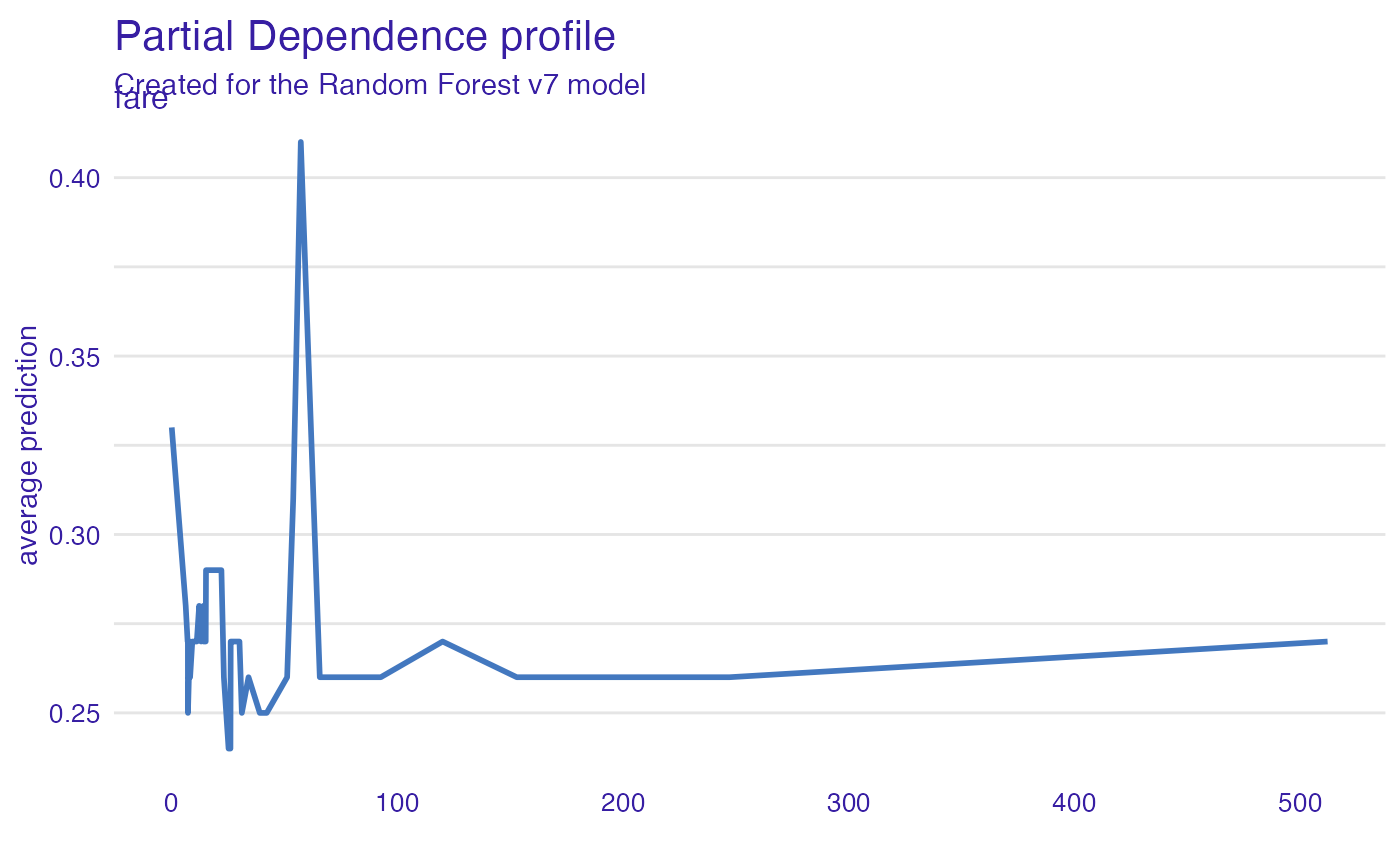 Partial Dependence profile
Created for the Random Forest v7 model
fare
average prediction
0.40
0.35
0.30
0.25
0 100 200 300 400 500